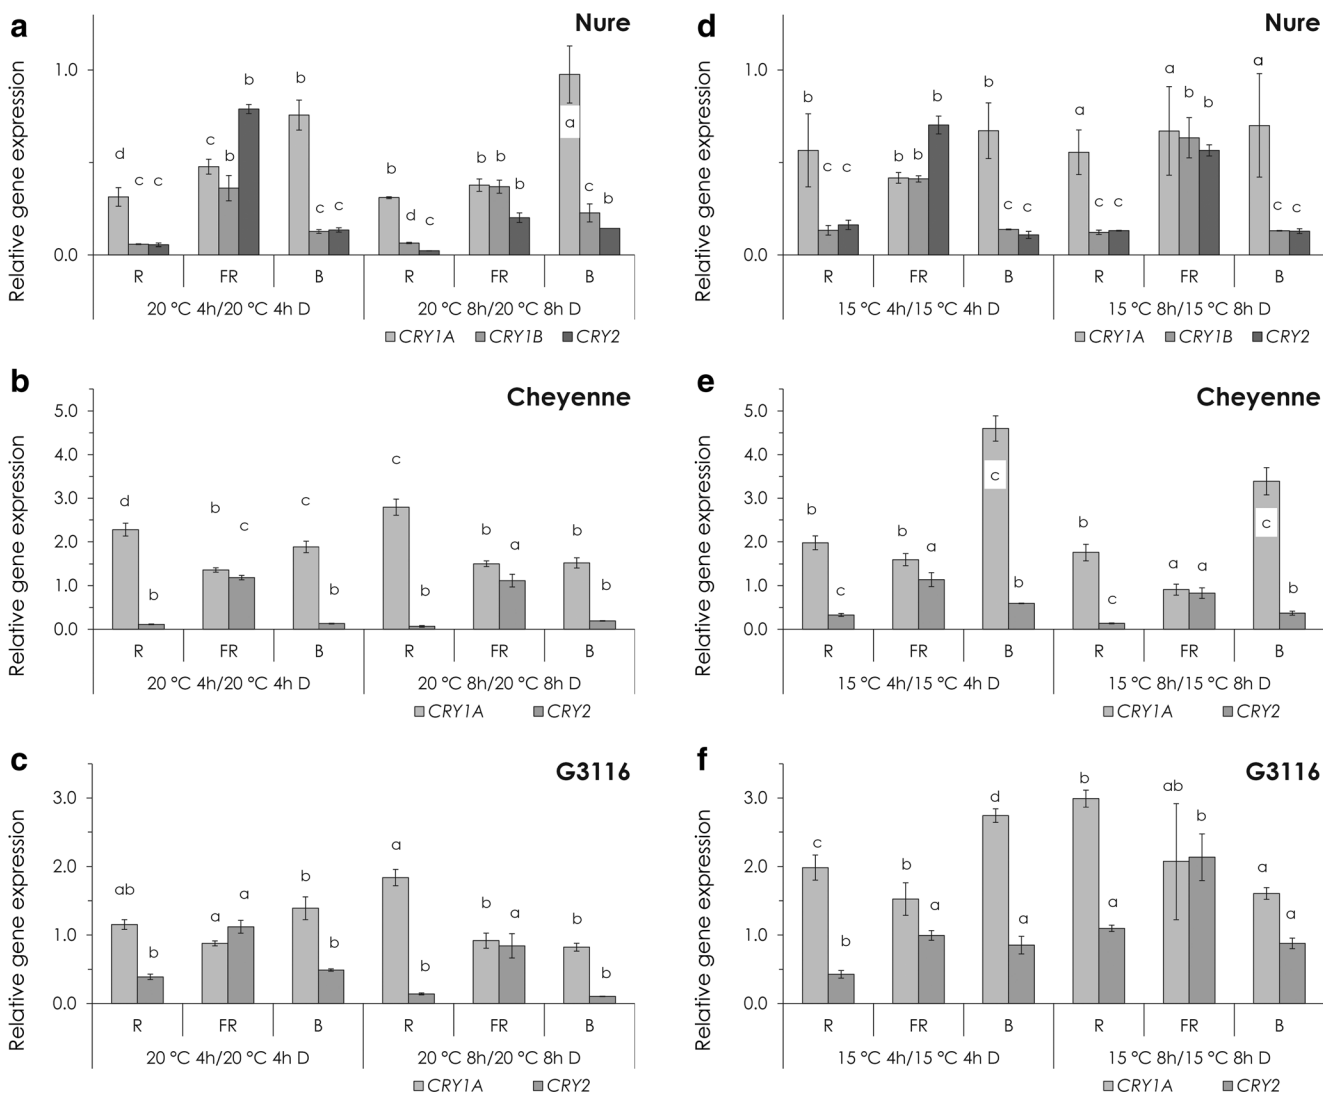 a
Nure
Relative gene expression
1.0
0.0
d
c
c
c
b
b
b
c
c
b
d
c
b
b
b
a
c
b
R
FR
B
R
FR
B
20 °C 4h/20 °C 4h D
20 °C 8h/20 °C 8h D
CRY1A
CRY1B
CRY2
d
Nure
Relative gene expression
1.0
0.0
b
c
c
b
b
b
b
c
c
a
c
c
a
b
b
a
c
c
R
FR
B
R
FR
B
15 °C 4h/15 °C 4h D
15 °C 8h/15 °C 8h D
CRY1A
CRY1B
CRY2
b
Cheyenne
Relative gene expression
5.0
4.0
3.0
2.0
1.0
0.0
d
b
b
c
c
b
c
b
b
a
b
b
R
FR
B
R
FR
B
20 °C 4h/20 °C 4h D
20 °C 8h/20 °C 8h D
CRY1A
CRY2
e
Cheyenne
Relative gene expression
5.0
4.0
3.0
2.0
1.0
0.0
b
c
b
a
c
b
b
c
a
a
c
b
R
FR
B
R
FR
B
15 °C 4h/15 °C 4h D
15 °C 8h/15 °C 8h D
CRY1A
CRY2
c
G3116
Relative gene expression
3.0
2.0
1.0
0.0
ab
b
a
a
b
b
a
b
b
a
b
b
R
FR
B
R
FR
B
20 °C 4h/20 °C 4h D
20 °C 8h/20 °C 8h D
CRY1A
CRY2
f
G3116
Relative gene expression
3.0
2.0
1.0
0.0
c
b
b
a
d
a
b
a
ab
b
a
a
R
FR
B
R
FR
B
15 °C 4h/15 °C 4h D
15 °C 8h/15 °C 8h D
CRY1A
CRY2